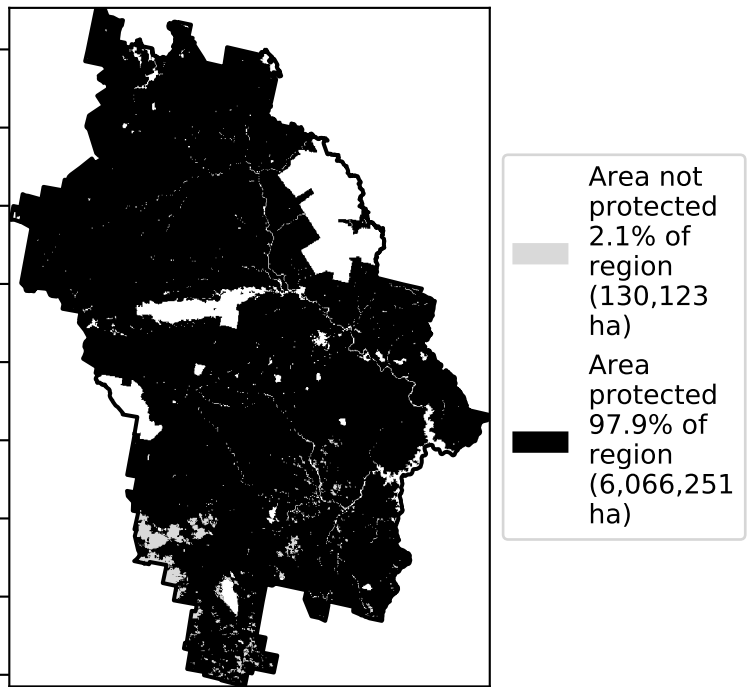 Area not
protected
2.1% of
region
(130,123
ha)
Area
protected
97.9% of
region
(6,066,251
ha)